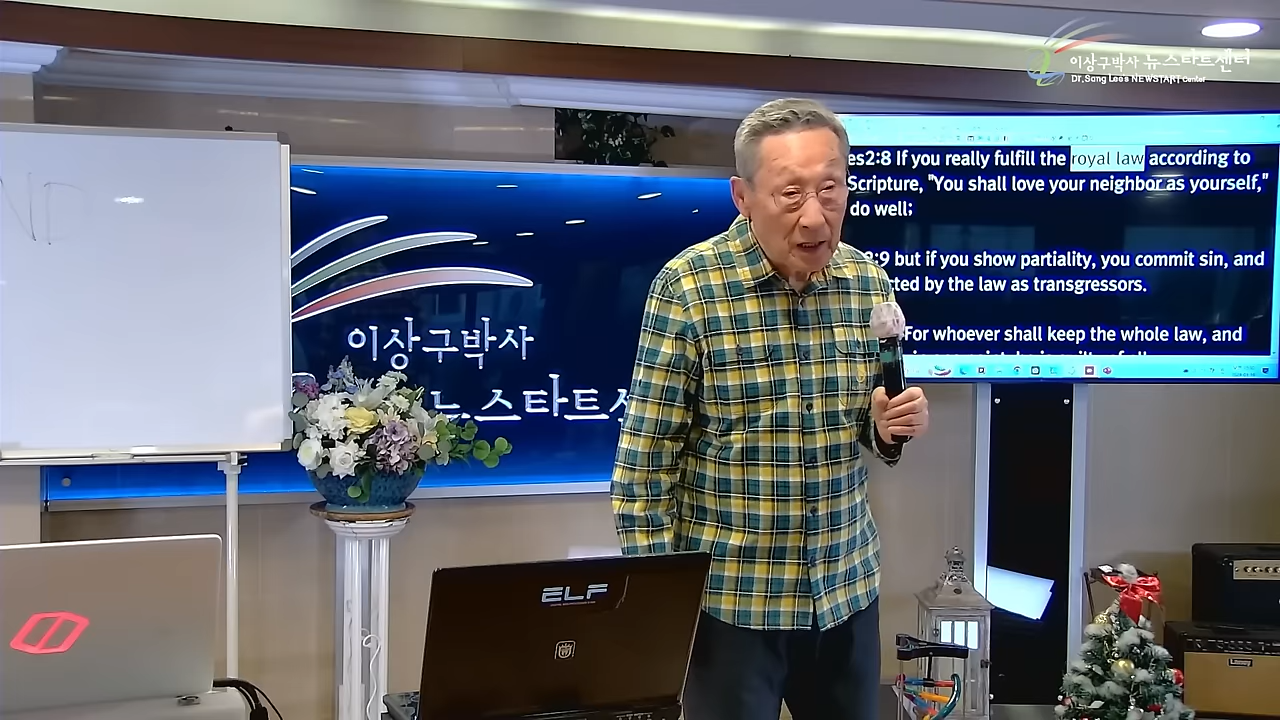 이상구박사 뉴스타트센터
Dr.Sang Lee's NEWSTART Center
es2:8 If you really fulfill the royal law according to
Scripture, "You shall love your neighbor as yourself,"
do well;
:9 but if you show partiality, you commit sin, and
cted by the law as transgressors.
For whoever shall keep the whole law, and
이상구박사
뉴스타트
ELF
Laney